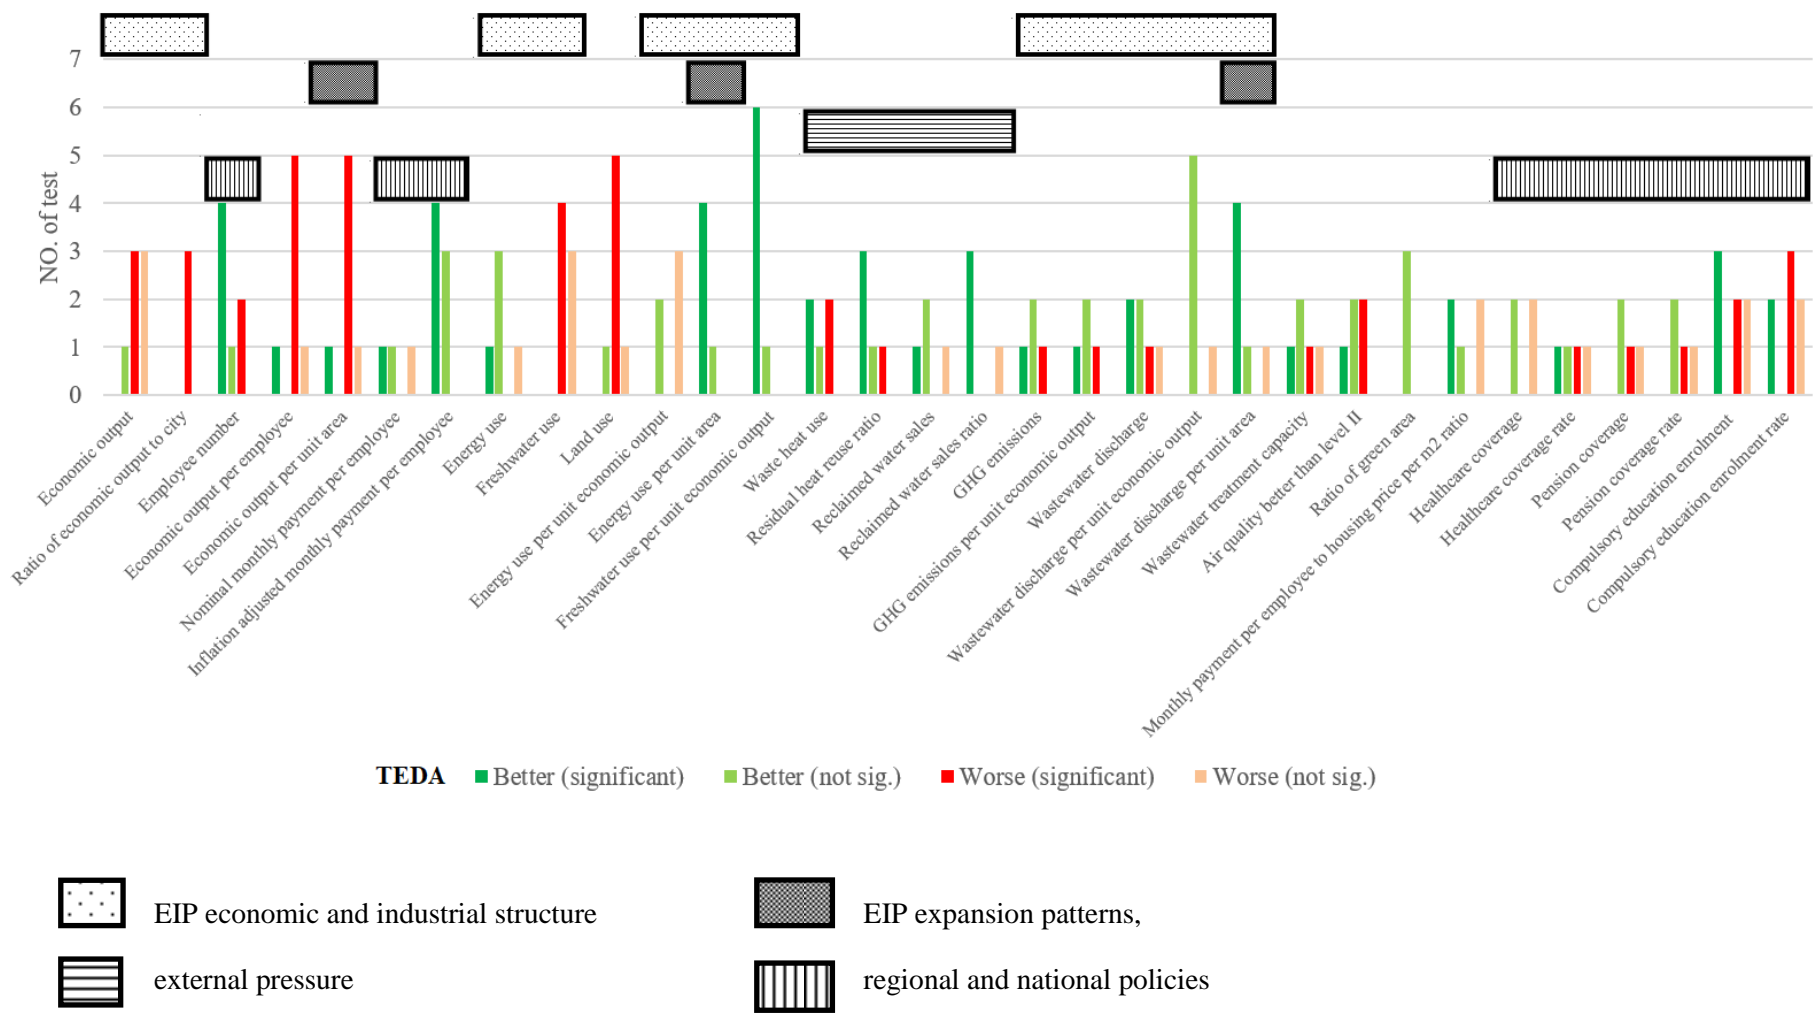 7
6
5
4
3
2
1
0
NO. of test
Economic output
Ratio of economic output to city
Employee number
Economic output per employee
Economic output per unit area
Nominal monthly payment per employee
Inflation adjusted monthly payment per employee
Energy use
Freshwater use
Land use
Energy use per unit economic output
Energy use per unit area
Freshwater use per unit economic output
Waste heat use
Residual heat reuse ratio
Reclaimed water sales
Reclaimed water sales ratio
GHG emissions
GHG emissions per unit economic output
Wastewater discharge
Wastewater discharge per unit economic output
Wastewater discharge per unit area
Wastewater treatment capacity
Air quality better than level II
Ratio of green area
Monthly payment per employee to housing price per m2 ratio
Healthcare coverage
Healthcare coverage rate
Pension coverage
Pension coverage rate
Compulsory education enrolment
Compulsory education enrolment rate
TEDA Better (significant) Better (not sig.) Worse (significant) Worse (not sig.)
EIP economic and industrial structure EIP expansion patterns,
external pressure regional and national policies